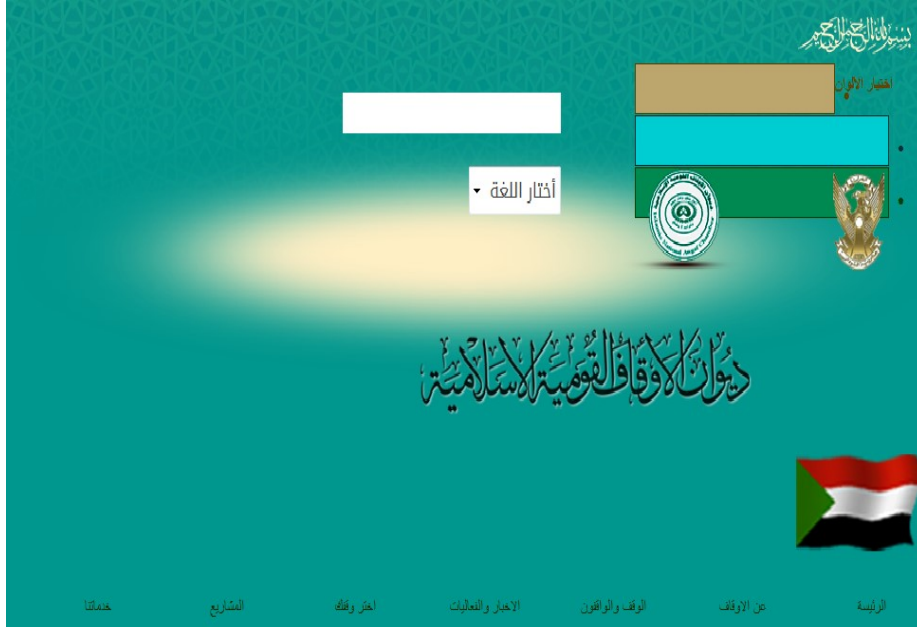 بسم الله الرحمن الرحيم
اختيار الألوان
أختار اللغة
ديوان الأوقاف القومية الإسلامية
الرئيسة
عن الاوقاف
الوقف والواقفون
الاخبار والفعاليات
اختر وقفك
المشاريع
خدماتنا